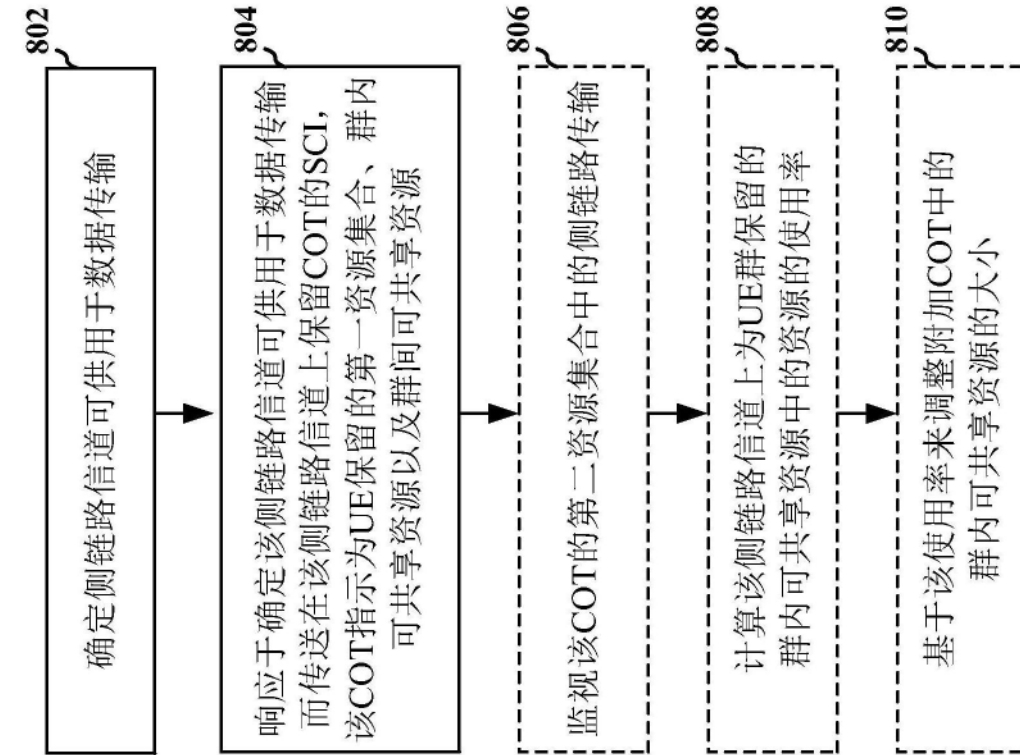 802
确定侧链路信道可供用于数据传输
804
响应于确定该侧链路信道可供用于数据传输
而传送在该侧链路信道上保留COT的SCI,
该COT指示为UE保留的第一资源集合、群内
可共享资源以及群间可共享资源
806
监视该COT的第二资源集合中的侧链路传输
808
计算该侧链路信道上为UE群保留的
群内可共享资源中的资源的使用率
810
基于该使用率来调整附加COT中的
群内可共享资源的大小